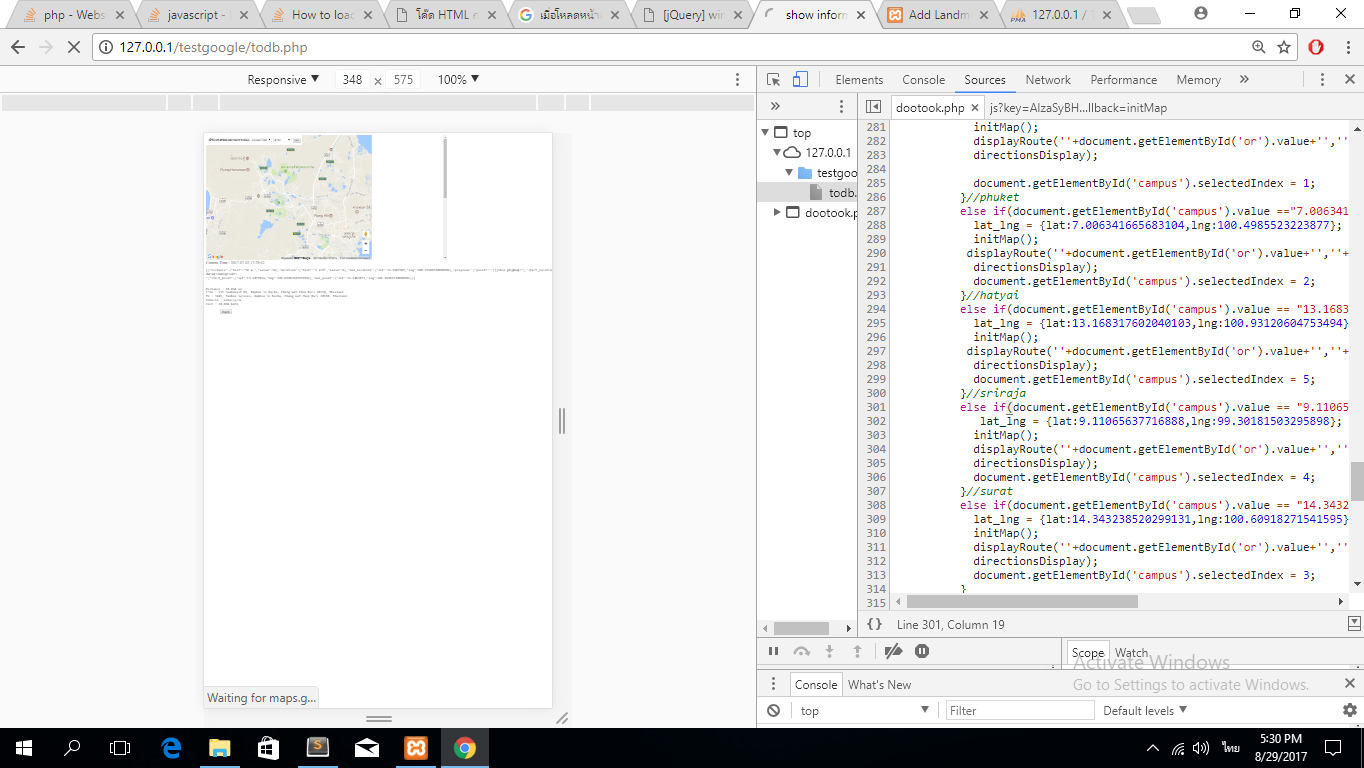 php - Webs
javascript -
How to load
โค้ด HTML
เมื่อโหลดหน้า
[jQuery] win
show inform
Add Landm
127.0.0.1 /
127.0.0.1/testgoogle/todb.php
Responsive ▼ 348 x 575 100% ▼
Elements Console Sources Network Performance Memory »
dootook.php × js?key=AIzaSyBH...llback=initMap
top
127.0.0.1
testgoo
todb.
dootook.p
281 initMap();
282 displayRoute(''+document.getElementById('or').value+'',''
283 directionsDisplay);
284
285 document.getElementById('campus').selectedIndex = 1;
286 }//phuket
287 else if(document.getElementById('campus').value =="7.006341
288 lat_lng = {lat:7.006341665683104,lng:100.4985523223877};
289 initMap();
290 displayRoute(''+document.getElementById('or').value+'',''+
291 directionsDisplay);
292 document.getElementById('campus').selectedIndex = 2;
293 }//hatyai
294 else if(document.getElementById('campus').value == "13.1683
295 lat_lng = {lat:13.168317602040103,lng:100.93120604753494}
296 initMap();
297 displayRoute(''+document.getElementById('or').value+'',''+
298 directionsDisplay);
299 document.getElementById('campus').selectedIndex = 5;
300 }//sriraja
301 else if(document.getElementById('campus').value == "9.11065
302 lat_lng = {lat:9.11065637716888,lng:99.30181503295898};
303 initMap();
304 displayRoute(''+document.getElementById('or').value+'',''
305 directionsDisplay);
306 document.getElementById('campus').selectedIndex = 4;
307 }//surat
308 else if(document.getElementById('campus').value == "14.3432
309 lat_lng = {lat:14.343238520299131,lng:100.60918271541595}
310 initMap();
311 displayRoute(''+document.getElementById('or').value+'',''
312 directionsDisplay);
313 document.getElementById('campus').selectedIndex = 3;
314 }
315
{} Line 301, Column 19
Scope Watch
Activate Windows
Go to Settings to activate Windows.
Console What's New
top ▼ Filter Default levels ▼
Waiting for maps.g...
ไทย
5:30 PM
8/29/2017